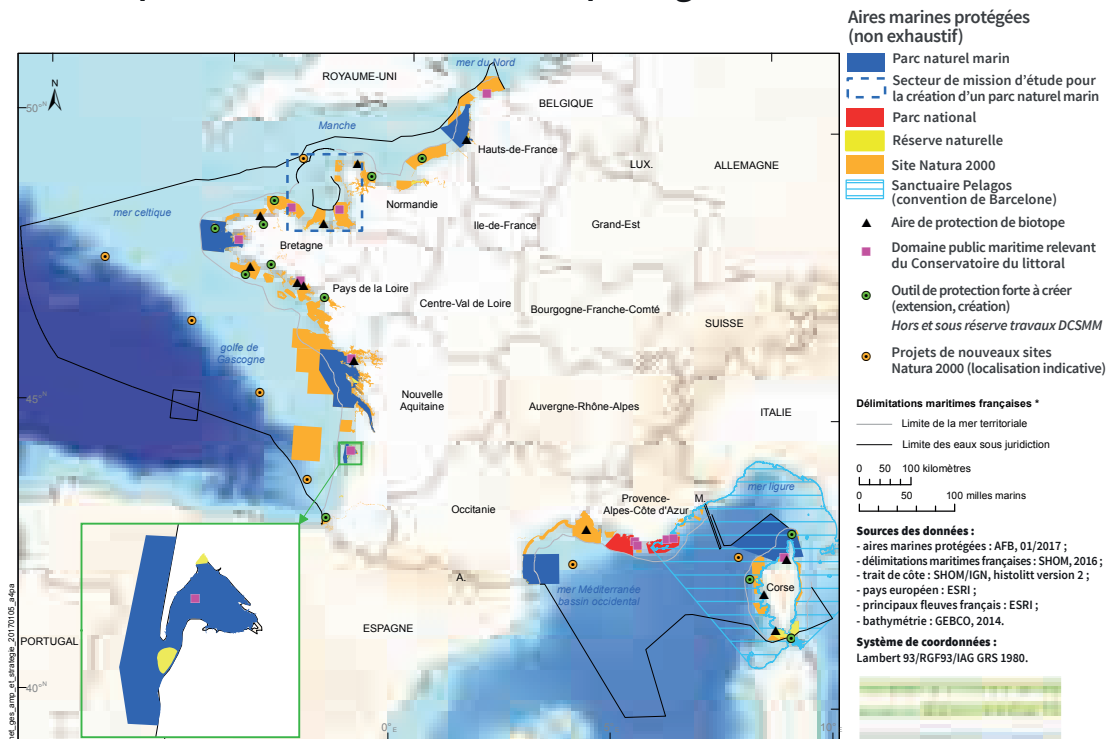 Aires marines protégées
(non exhaustif)
Parc naturel marin
Secteur de mission d'étude pour
la création d'un parc naturel marin
Parc national
Réserve naturelle
Site Natura 2000
Sanctuaire Pelagos
(convention de Barcelone)
Aire de protection de biotope
Domaine public maritime relevant
du Conservatoire du littoral
Outil de protection forte à créer
(extension, création)
Hors et sous réserve travaux DCSMM
Projets de nouveaux sites
Natura 2000 (localisation indicative)
Délimitations maritimes françaises *
Limite de la mer territoriale
Limite des eaux sous juridiction
0 50 100 kilomètres
0 50 100 milles marins
Sources des données :
- aires marines protégées : AFB, 01/2017 ;
- délimitations maritimes françaises : SHOM, 2016 ;
- trait de côte : SHOM/IGN, histolitt version 2 ;
- pays européen : ESRI ;
- principaux fleuves français : ESRI ;
- bathymétrie : GEBCO, 2014.
Système de coordonnées :
Lambert 93/RGF93/IAG GRS 1980.
N
50°N
45°N
40°N
0°E
10°E
mer du Nord
ROYAUME-UNI
BELGIQUE
Manche
Hauts-de-France
LUX.
ALLEMAGNE
mer celtique
Normandie
Ile-de-France
Grand-Est
Bretagne
Pays de la Loire
Centre-Val de Loire
Bourgogne-Franche-Comté
SUISSE
golfe de
Gascogne
Nouvelle
Aquitaine
Auvergne-Rhône-Alpes
ITALIE
mer ligure
Provence-
Alpes-Côte d'Azur
M.
Occitanie
A.
mer Méditerranée
bassin occidental
Corse
ESPAGNE
PORTUGAL
net_ges_amp_et_strategie_20170105_a4pa